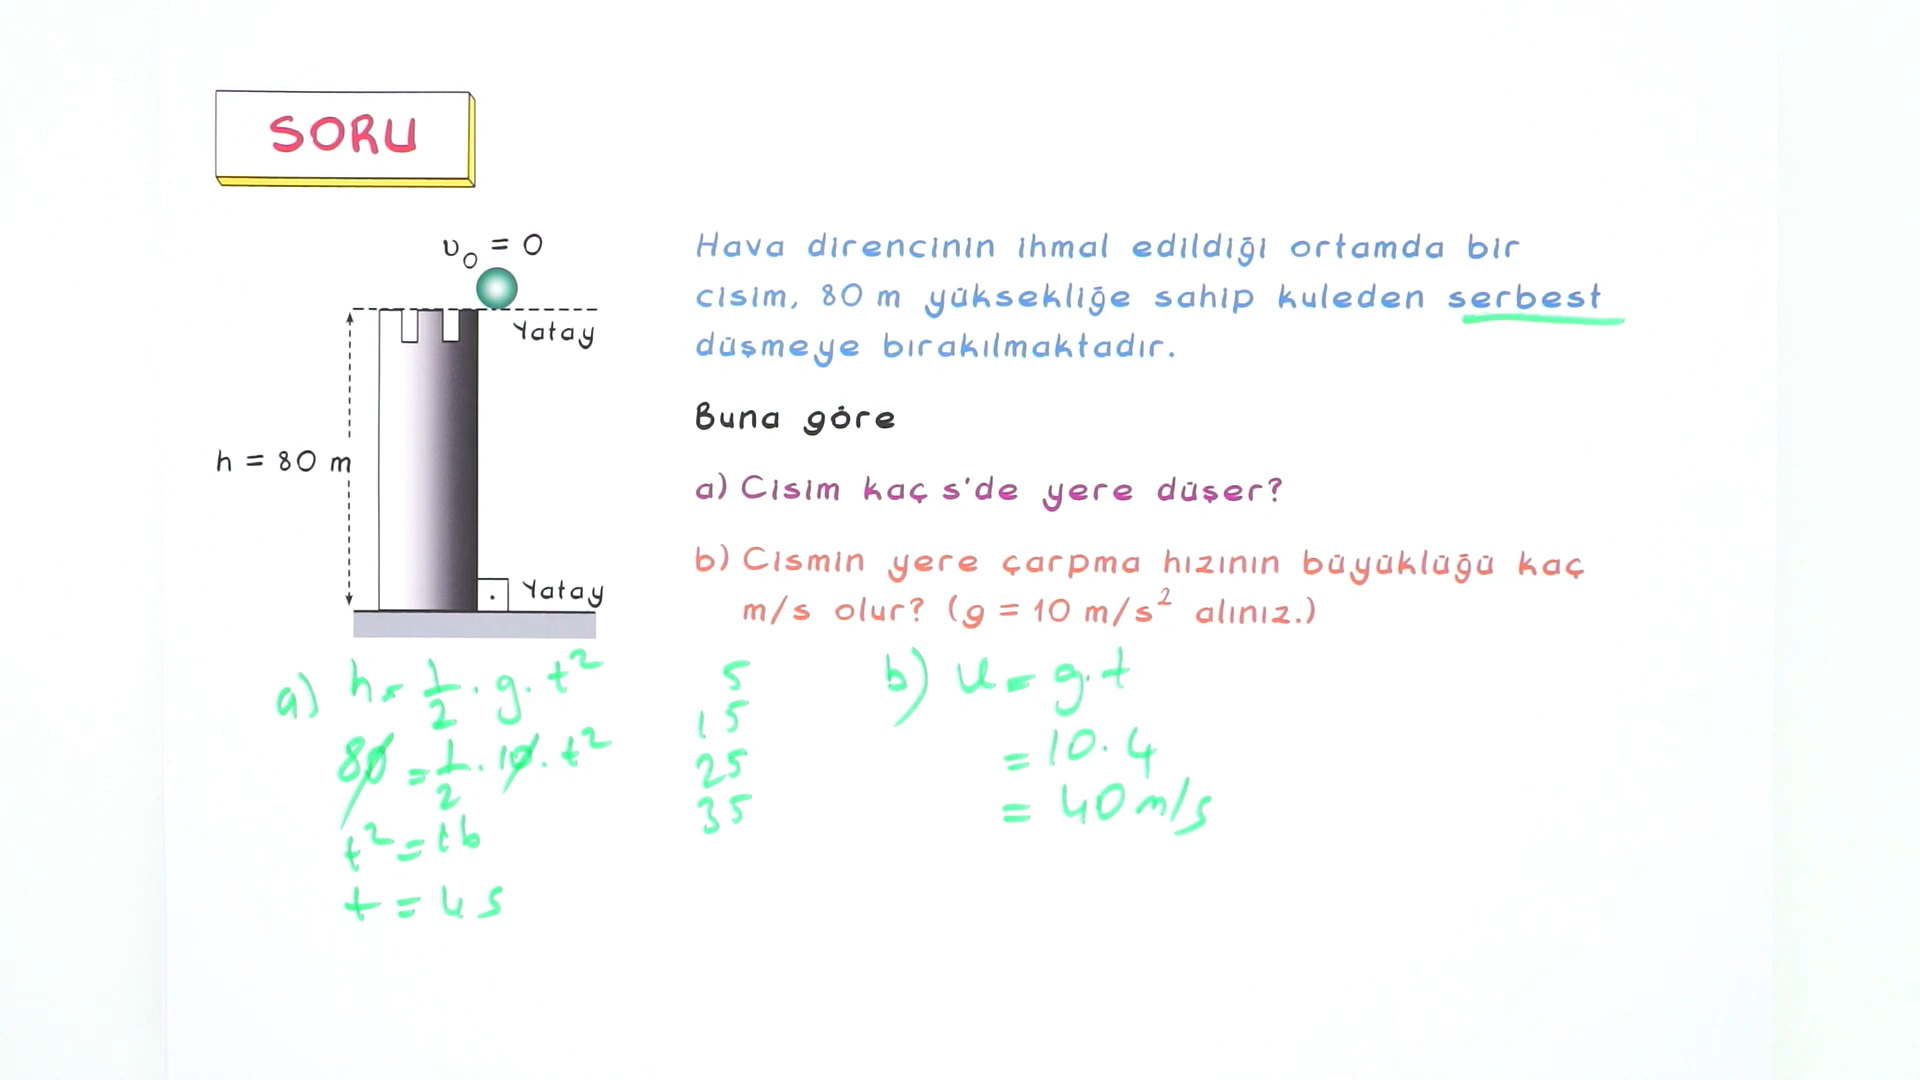 SORU
υ₀ = 0
Yatay
h = 80 m
Yatay
Hava direncinin ihmal edildiği ortamda bir
cisim, 80 m yüksekliğe sahip kuleden serbest
düşmeye bırakılmaktadır.
Buna göre
a) Cisim kaç s'de yere düşer?
b) Cismin yere çarpma hızının büyüklüğü kaç
m/s olur? (g = 10 m/s² alınız.)
a) h = 1/2 · g · t²
80 = 1/2 · 10 · t²
t² = 16
t = 4 s
5
15
25
35
b) υ = g · t
= 10 · 4
= 40 m/s